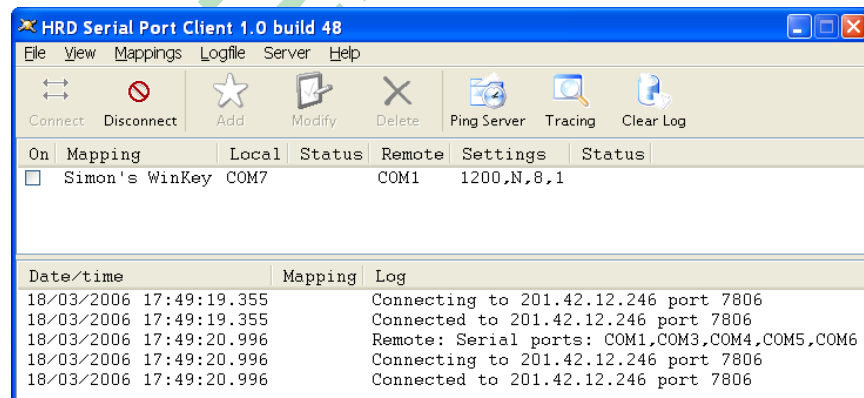 HRD Serial Port Client 1.0 build 48
File View Mappings Logfile Server Help
Connect Disconnect Add Modify Delete Ping Server Tracing Clear Log
On Mapping Local Status Remote Settings Status
Simon's WinKey COM7 COM1 1200,N,8,1
Date/time Mapping Log
18/03/2006 17:49:19.355 Connecting to 201.42.12.246 port 7806
18/03/2006 17:49:19.355 Connected to 201.42.12.246 port 7806
18/03/2006 17:49:20.996 Remote: Serial ports: COM1,COM3,COM4,COM5,COM6
18/03/2006 17:49:20.996 Connecting to 201.42.12.246 port 7806
18/03/2006 17:49:20.996 Connected to 201.42.12.246 port 7806